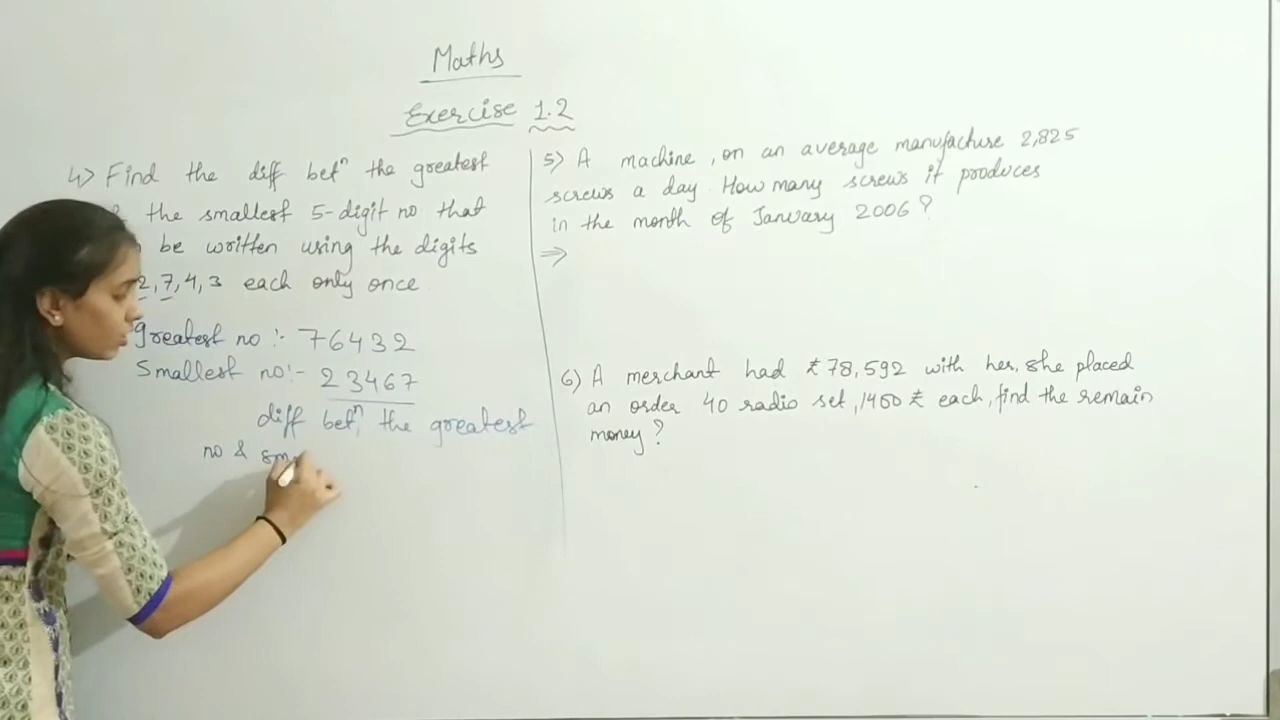 Maths
Exercise 1.2
4) Find the diff betⁿ the greatest
& the smallest 5-digit no. that
be written using the digits
2, 7, 4, 3 each only once
Greatest no :- 76432
Smallest no:- 23467
diff betⁿ, the greatest
no & sm
5) A machine, on an average manufacture 2,825
screws a day. How many screws it produces
in the month of January 2006?
⇒
6) A merchant had ₹78,592 with her, she placed
an order 40 radio set, 1400 ₹ each, find the remain
money?